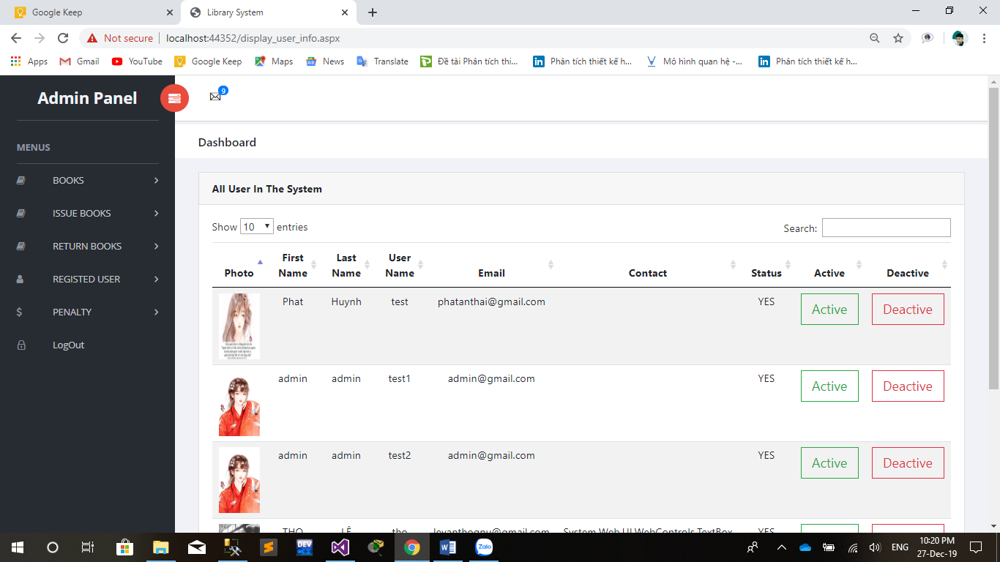 Google Keep
Library System
Not secure
localhost:44352/display_user_info.aspx
Apps
Gmail
YouTube
Google Keep
Maps
News
Translate
Đề tài Phân tích thi...
Phân tích thiết kế h...
Mô hình quan hệ -...
Phân tích thiết kế h...
Admin Panel
9
MENUS
BOOKS
ISSUE BOOKS
RETURN BOOKS
REGISTED USER
PENALTY
LogOut
Dashboard
All User In The System
Show 10 entries
Search:
Photo First Name Last Name User Name Email Contact Status Active Deactive
Phat Huynh test phatanthai@gmail.com YES Active Deactive
admin admin test1 admin@gmail.com YES Active Deactive
admin admin test2 admin@gmail.com YES Active Deactive
THO LÊ tho levanthoqnu@gmail.com System.Web.UI.WebControls.TextBox YES
DEV
Zalo
ENG
10:20 PM
27-Dec-19